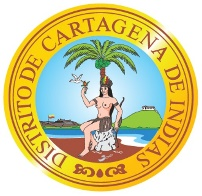 DISTRITO DE CARTAGENA DE INDIAS